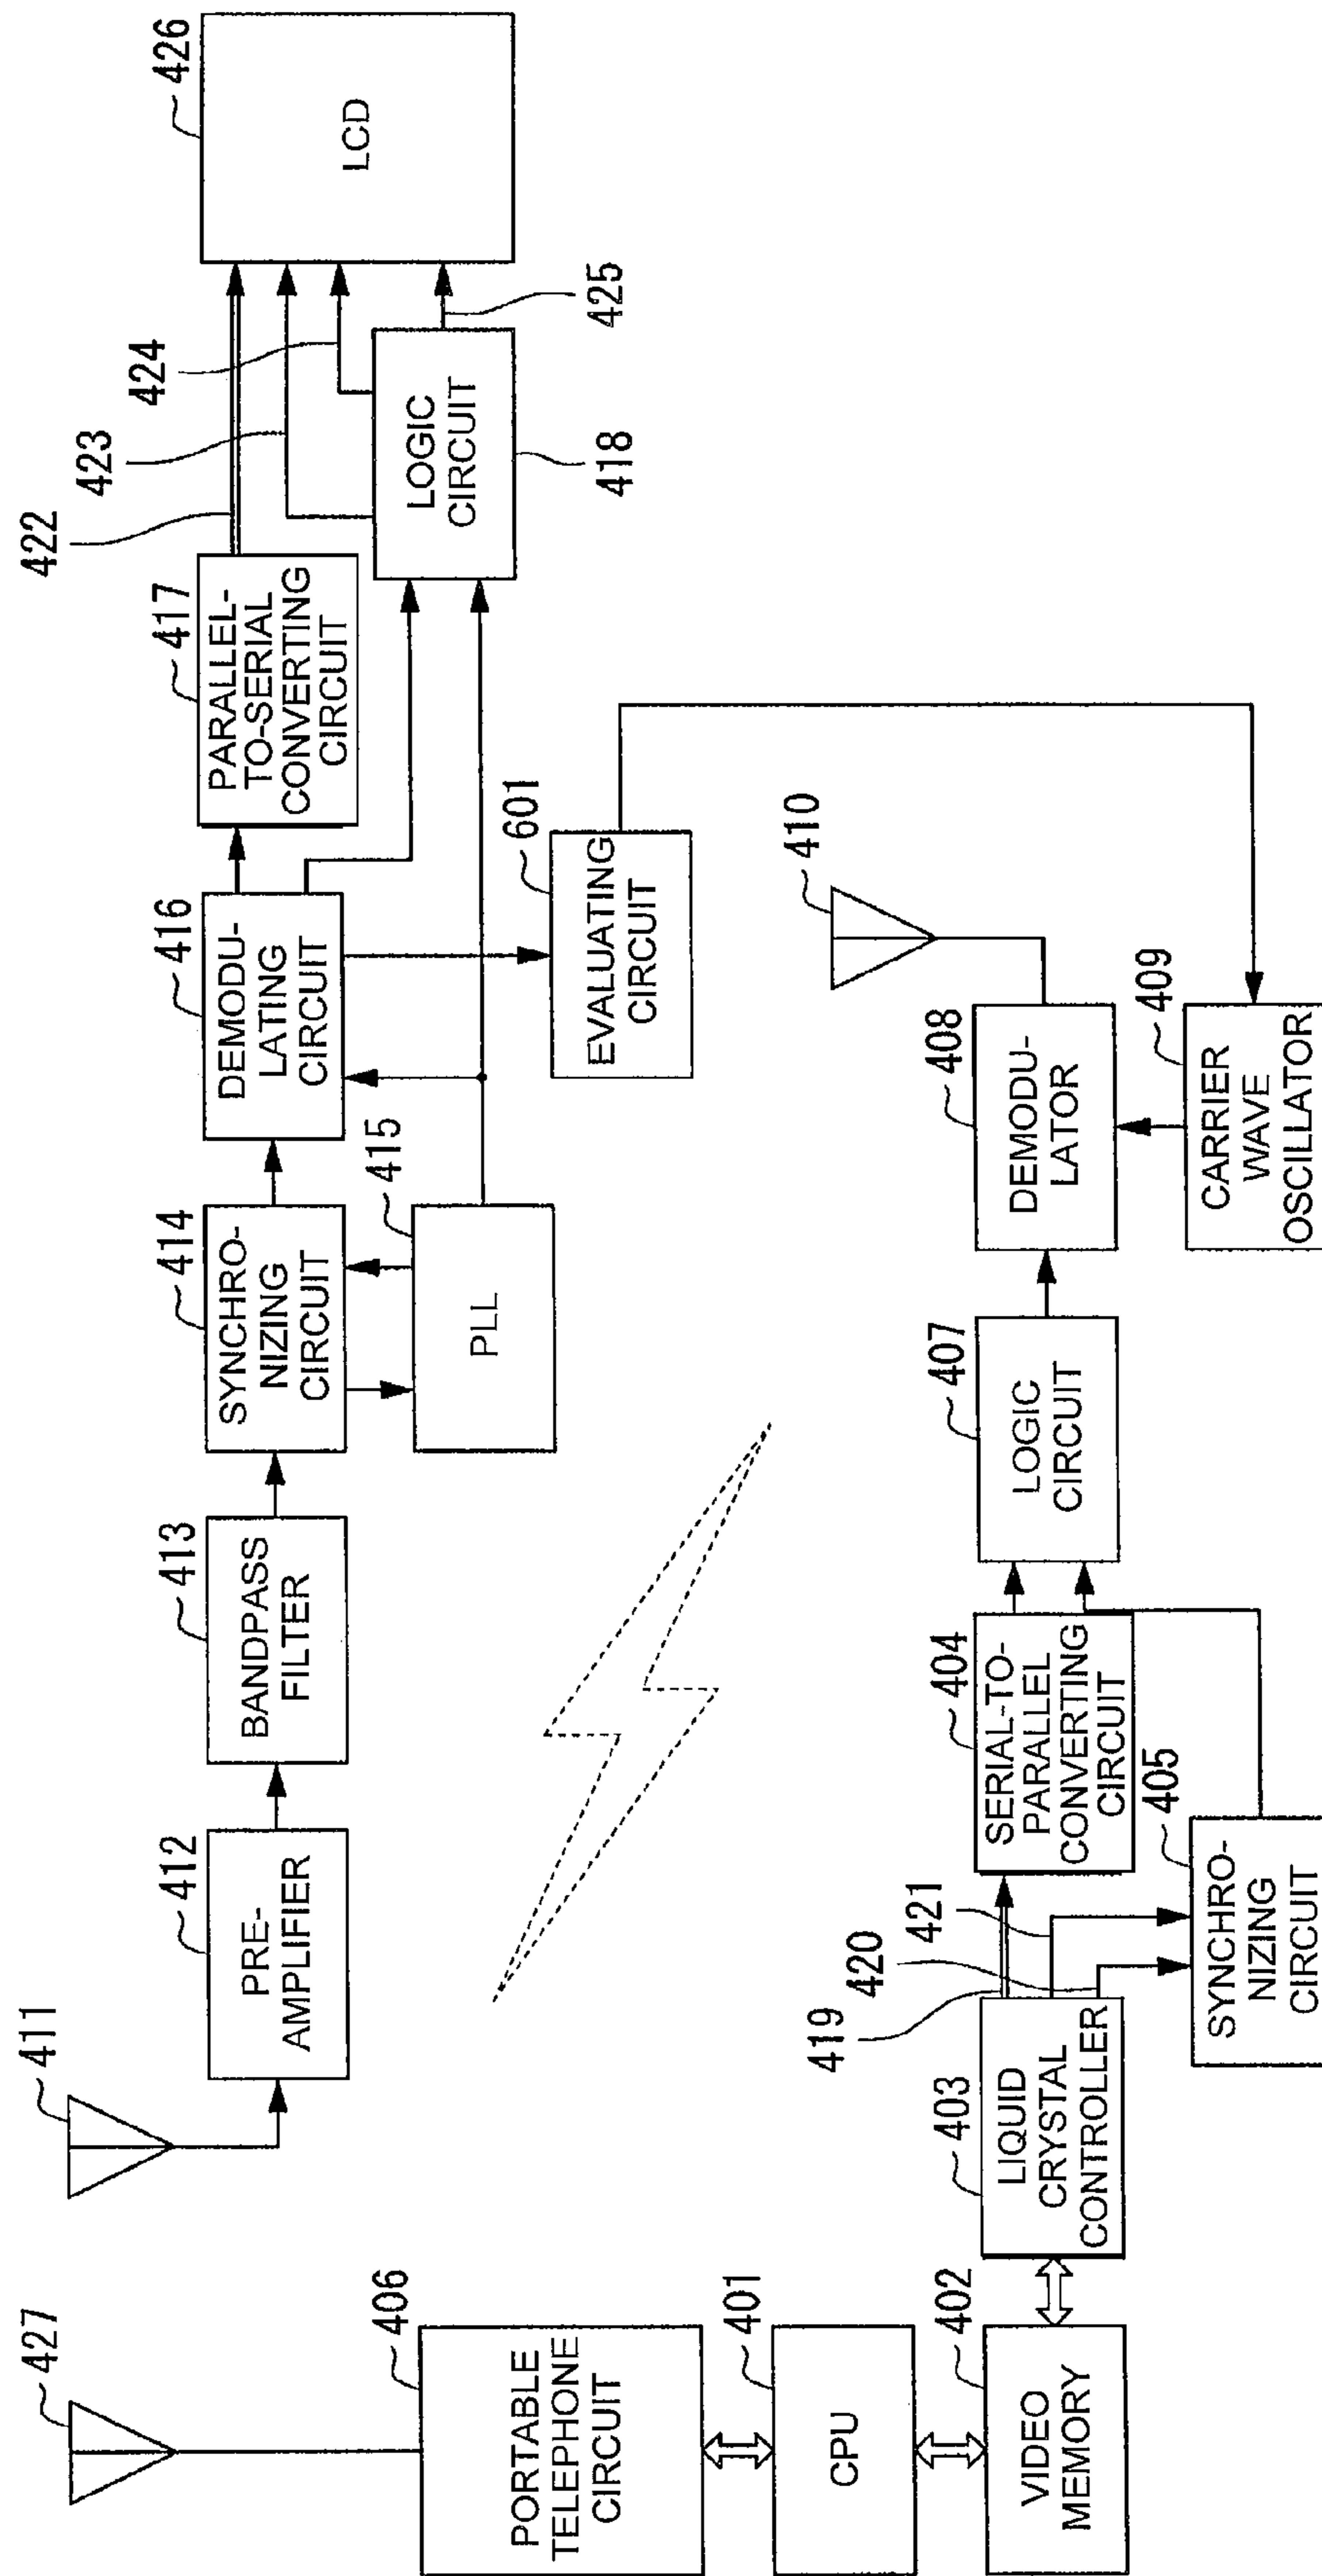 427
PORTABLE
TELEPHONE
CIRCUIT
406
CPU
401
VIDEO
MEMORY
402
411
PRE-
AMPLIFIER
412
BANDPASS
FILTER
413
SYNCHRO-
NIZING
CIRCUIT
414
PLL
415
DEMODU-
LATING
CIRCUIT
416
PARALLEL-
TO-SERIAL
CONVERTING
CIRCUIT
417
422
423
424
LOGIC
CIRCUIT
418
425
LCD
426
EVALUATING
CIRCUIT
601
LIQUID
CRYSTAL
CONTROLLER
403
419
420
421
SERIAL-TO-
PARALLEL
CONVERTING
CIRCUIT
404
SYNCHRO-
NIZING
CIRCUIT
405
LOGIC
CIRCUIT
407
DEMODU-
LATOR
408
CARRIER
WAVE
OSCILLATOR
409
410